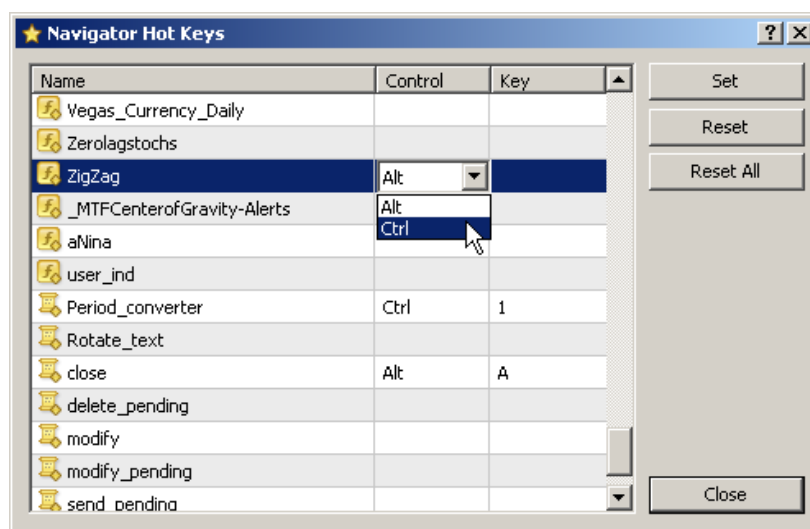 Navigator Hot Keys
Name Control Key
Vegas_Currency_Daily
Zerolagstochs
ZigZag Alt
_MTFCenterofGravity-Alerts Alt
Ctrl
aNina
user_ind
Period_converter Ctrl 1
Rotate_text
close Alt A
delete_pending
modify
modify_pending
send_pending
Set
Reset
Reset All
Close